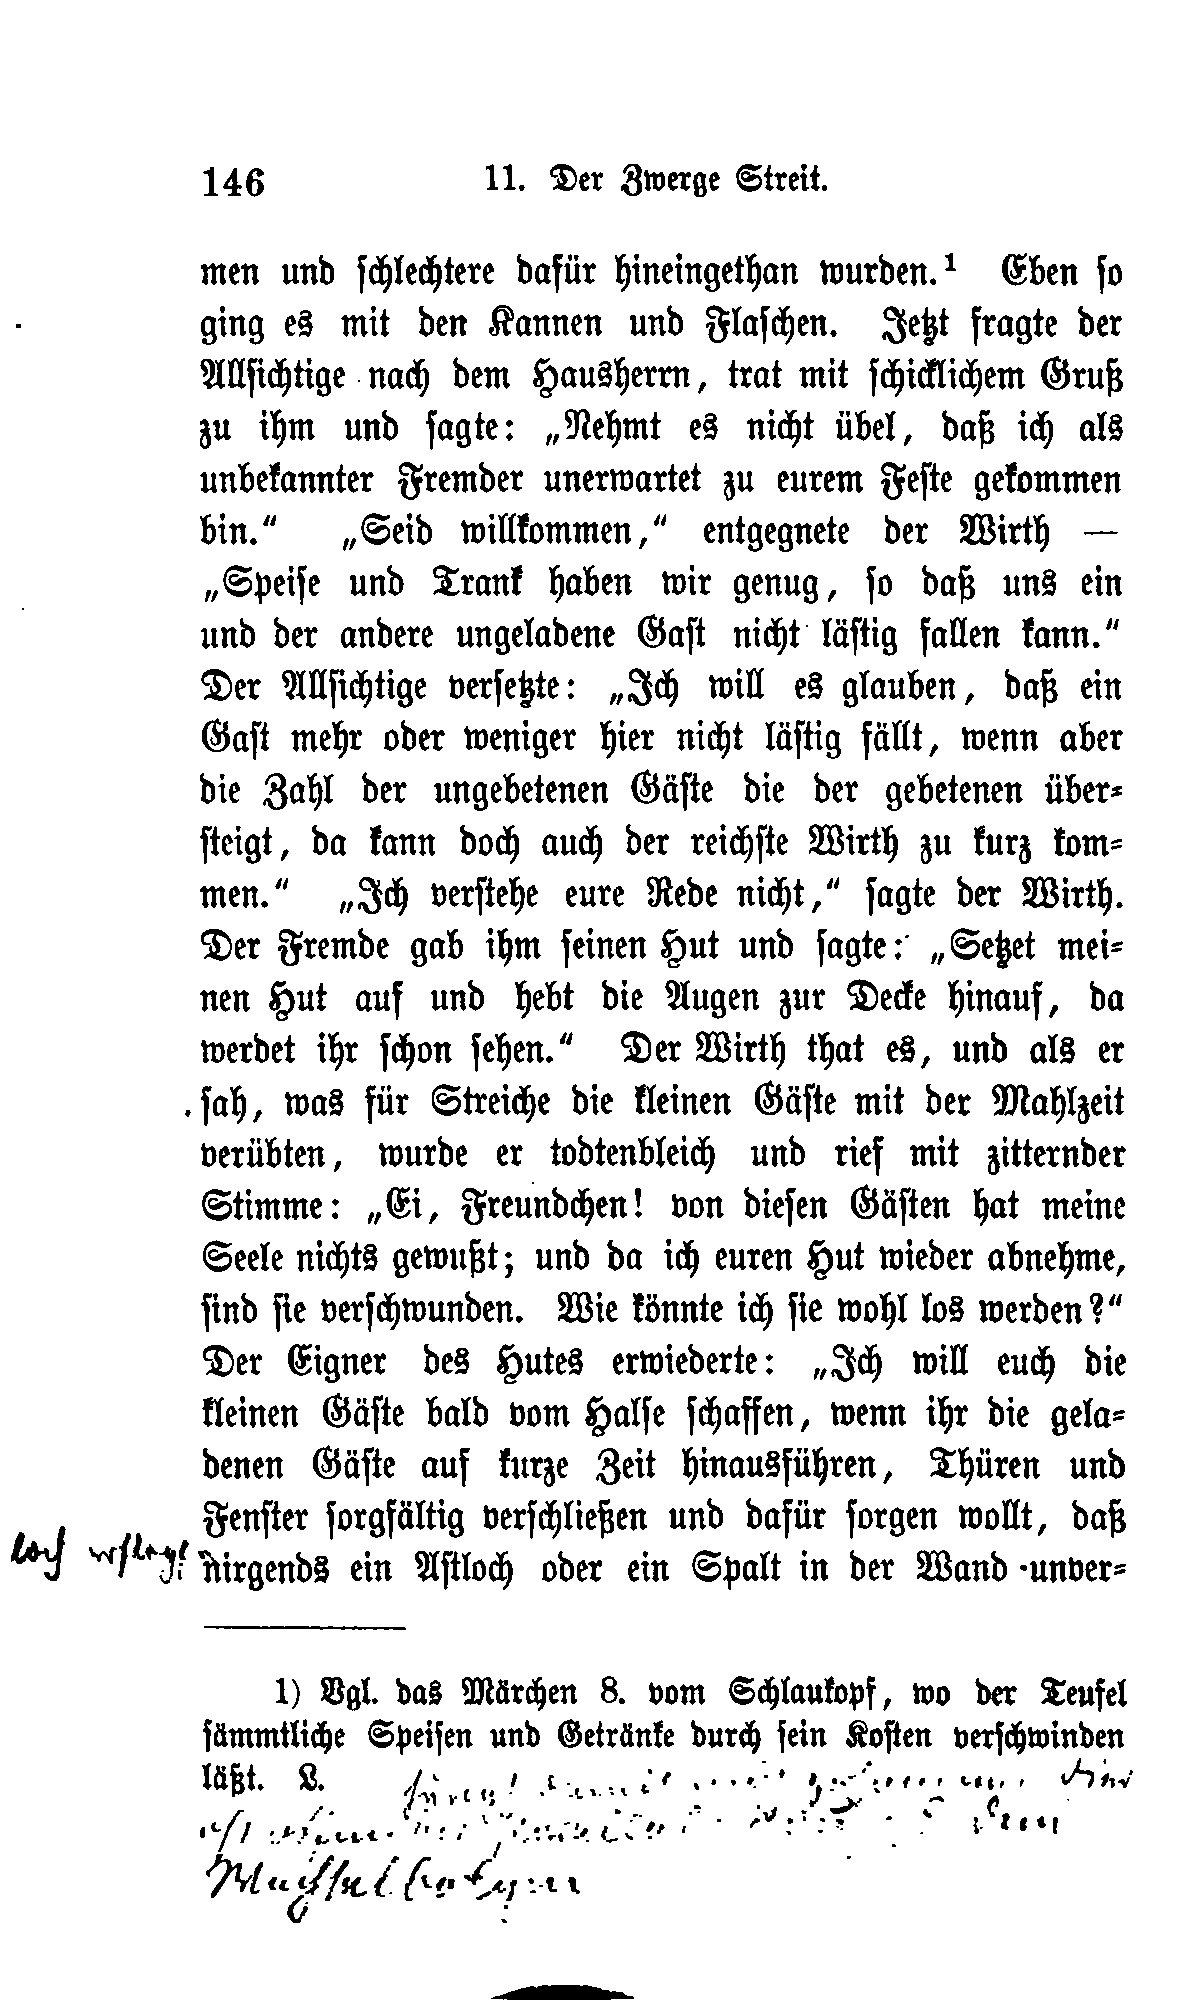 146 11. Der Zwerge Streit.
men und schlechtere dafür hineingethan wurden.¹ Eben so
ging es mit den Kannen und Flaschen. Jetzt fragte der
Allsichtige nach dem Hausherrn, trat mit schicklichem Gruß
zu ihm und sagte: „Nehmt es nicht übel, daß ich als
unbekannter Fremder unerwartet zu eurem Feste gekommen
bin.“ „Seid willkommen,“ entgegnete der Wirth —
„Speise und Trank haben wir genug, so daß uns ein
und der andere ungeladene Gast nicht lästig fallen kann.“
Der Allsichtige versetzte: „Ich will es glauben, daß ein
Gast mehr oder weniger hier nicht lästig fällt, wenn aber
die Zahl der ungebetenen Gäste die der gebetenen über-
steigt, da kann doch auch der reichste Wirth zu kurz kom-
men.“ „Ich verstehe eure Rede nicht,“ sagte der Wirth.
Der Fremde gab ihm seinen Hut und sagte: „Setzet mei-
nen Hut auf und hebt die Augen zur Decke hinauf, da
werdet ihr schon sehen.“ Der Wirth that es, und als er
sah, was für Streiche die kleinen Gäste mit der Mahlzeit
verübten, wurde er todtenbleich und rief mit zitternder
Stimme: „Ei, Freundchen! von diesen Gästen hat meine
Seele nichts gewußt; und da ich euren Hut wieder abnehme,
sind sie verschwunden. Wie könnte ich sie wohl los werden?“
Der Eigner des Hutes erwiederte: „Ich will euch die
kleinen Gäste bald vom Halse schaffen, wenn ihr die gela-
denen Gäste auf kurze Zeit hinausführen, Thüren und
Fenster sorgfältig verschließen und dafür sorgen wollt, daß
nirgends ein Astloch oder ein Spalt in der Wand unver-
1) Vgl. das Märchen 8. vom Schlaukopf, wo der Teufel
sämmtliche Speisen und Getränke durch sein Kosten verschwinden
läßt. L.